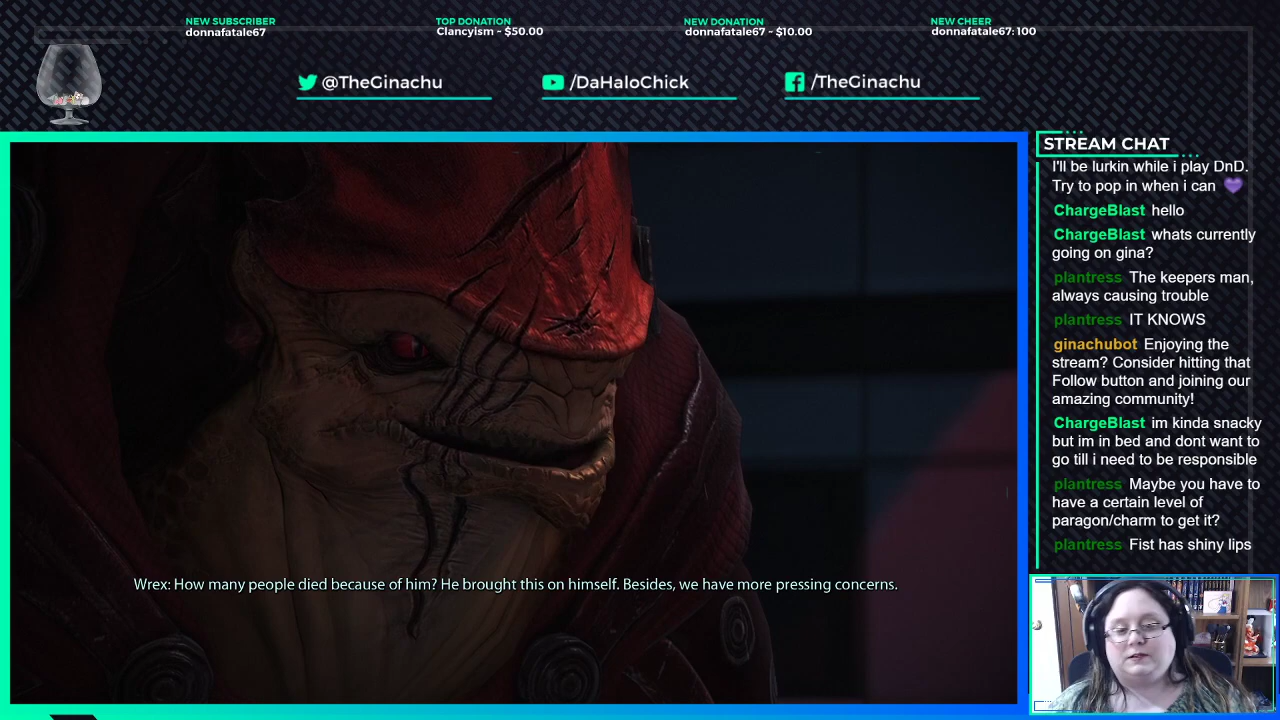 NEW SUBSCRIBER
donnafatale67
TOP DONATION
Clancyism ~ $50.00
NEW DONATION
donnafatale67 ~ $10.00
NEW CHEER
donnafatale67: 100
@TheGinachu
/DaHaloChick
/TheGinachu
STREAM CHAT
I'll be lurkin while i play DnD.
Try to pop in when i can
ChargeBlast hello
ChargeBlast whats currently
going on gina?
plantress The keepers man,
always causing trouble
plantress IT KNOWS
ginachubot Enjoying the
stream? Consider hitting that
Follow button and joining our
amazing community!
ChargeBlast im kinda snacky
but im in bed and dont want to
go till i need to be responsible
plantress Maybe you have to
have a certain level of
paragon/charm to get it?
plantress Fist has shiny lips
Wrex: How many people died because of him? He brought this on himself. Besides, we have more pressing concerns.